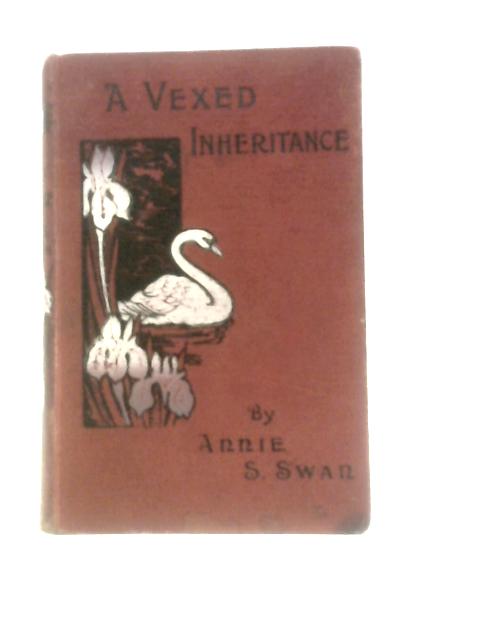 A VEXED
INHERITANCE
By
ANNIE
S. SWAN